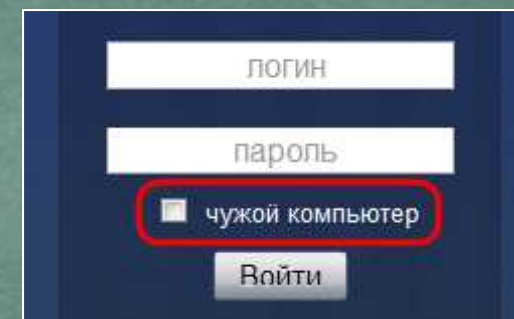 логин
пароль
чужой компьютер
Войти